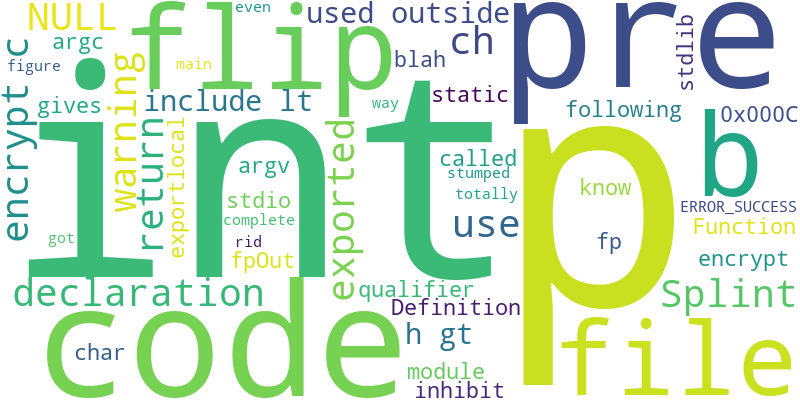 even
NULL
flip
used outside
pre
argc
ch
stdlib
c
figure
main
blah
warning
gives
include lt
way
static
following
0x000C
b
int
p
encrypt
return
exportlocal
exported
argv
called
stumped
know
totally
stdio
complete
use
ERROR_SUCCESS
Function
got
rid
fpOut
fp
encrypt
declaration
qualifier
Splint
Definition
code
h gt
file
char
module
inhibit